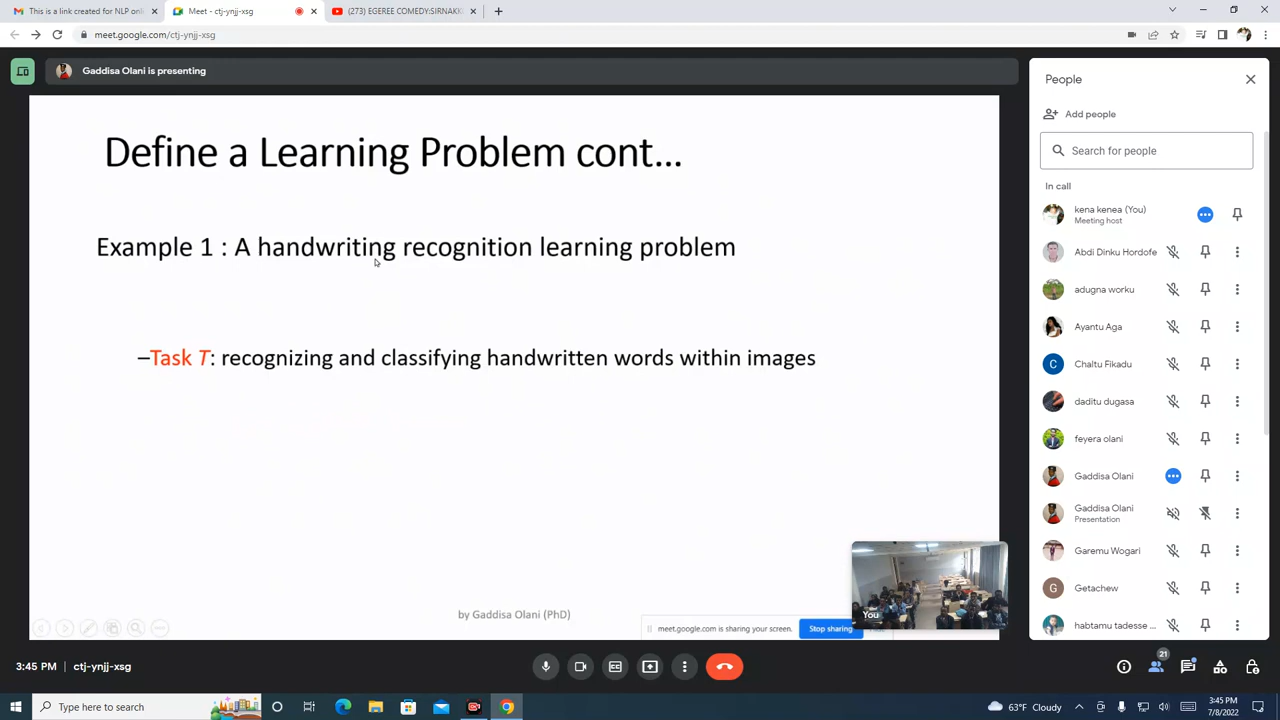 This is a link created for NLP onl
Meet - ctj-ynjj-xsg
(273) EGEREE COMEDY:SIRNAKK
meet.google.com/ctj-ynjj-xsg
Gaddisa Olani is presenting
Define a Learning Problem cont...
Example 1 : A handwriting recognition learning problem
–Task T: recognizing and classifying handwritten words within images
by Gaddisa Olani (PhD)
You
meet.google.com is sharing your screen.
Stop sharing
People
Add people
Search for people
In call
kena kenea (You)
Meeting host
Abdi Dinku Hordofe
adugna worku
Ayantu Aga
C
Chaltu Fikadu
daditu dugasa
feyera olani
Gaddisa Olani
Gaddisa Olani
Presentation
Garemu Wogari
G
Getachew
habtamu tadesse ...
3:45 PM | ctj-ynjj-xsg
21
Type here to search
63°F Cloudy
3:45 PM
7/8/2022